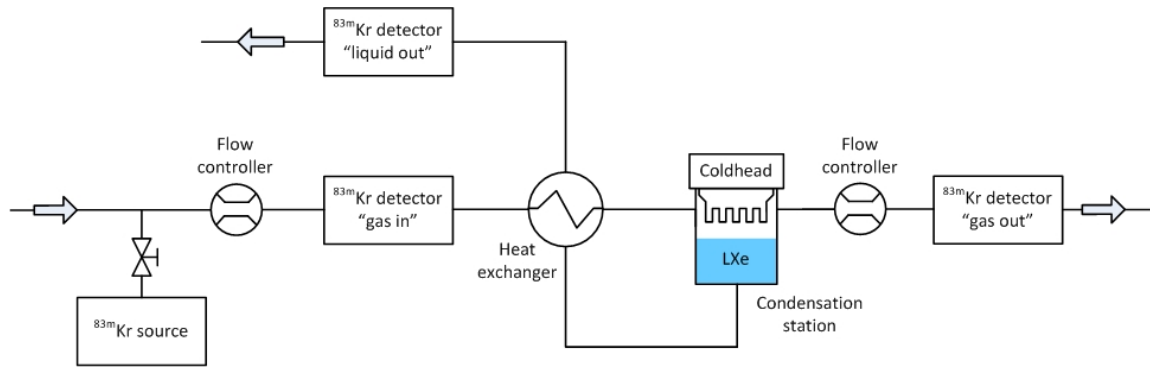 ⁸³ᵐKr detector
“liquid out”
Flow
controller
⁸³ᵐKr detector
“gas in”
Heat
exchanger
Coldhead
LXe
Condensation
station
Flow
controller
⁸³ᵐKr detector
“gas out”
⁸³ᵐKr source